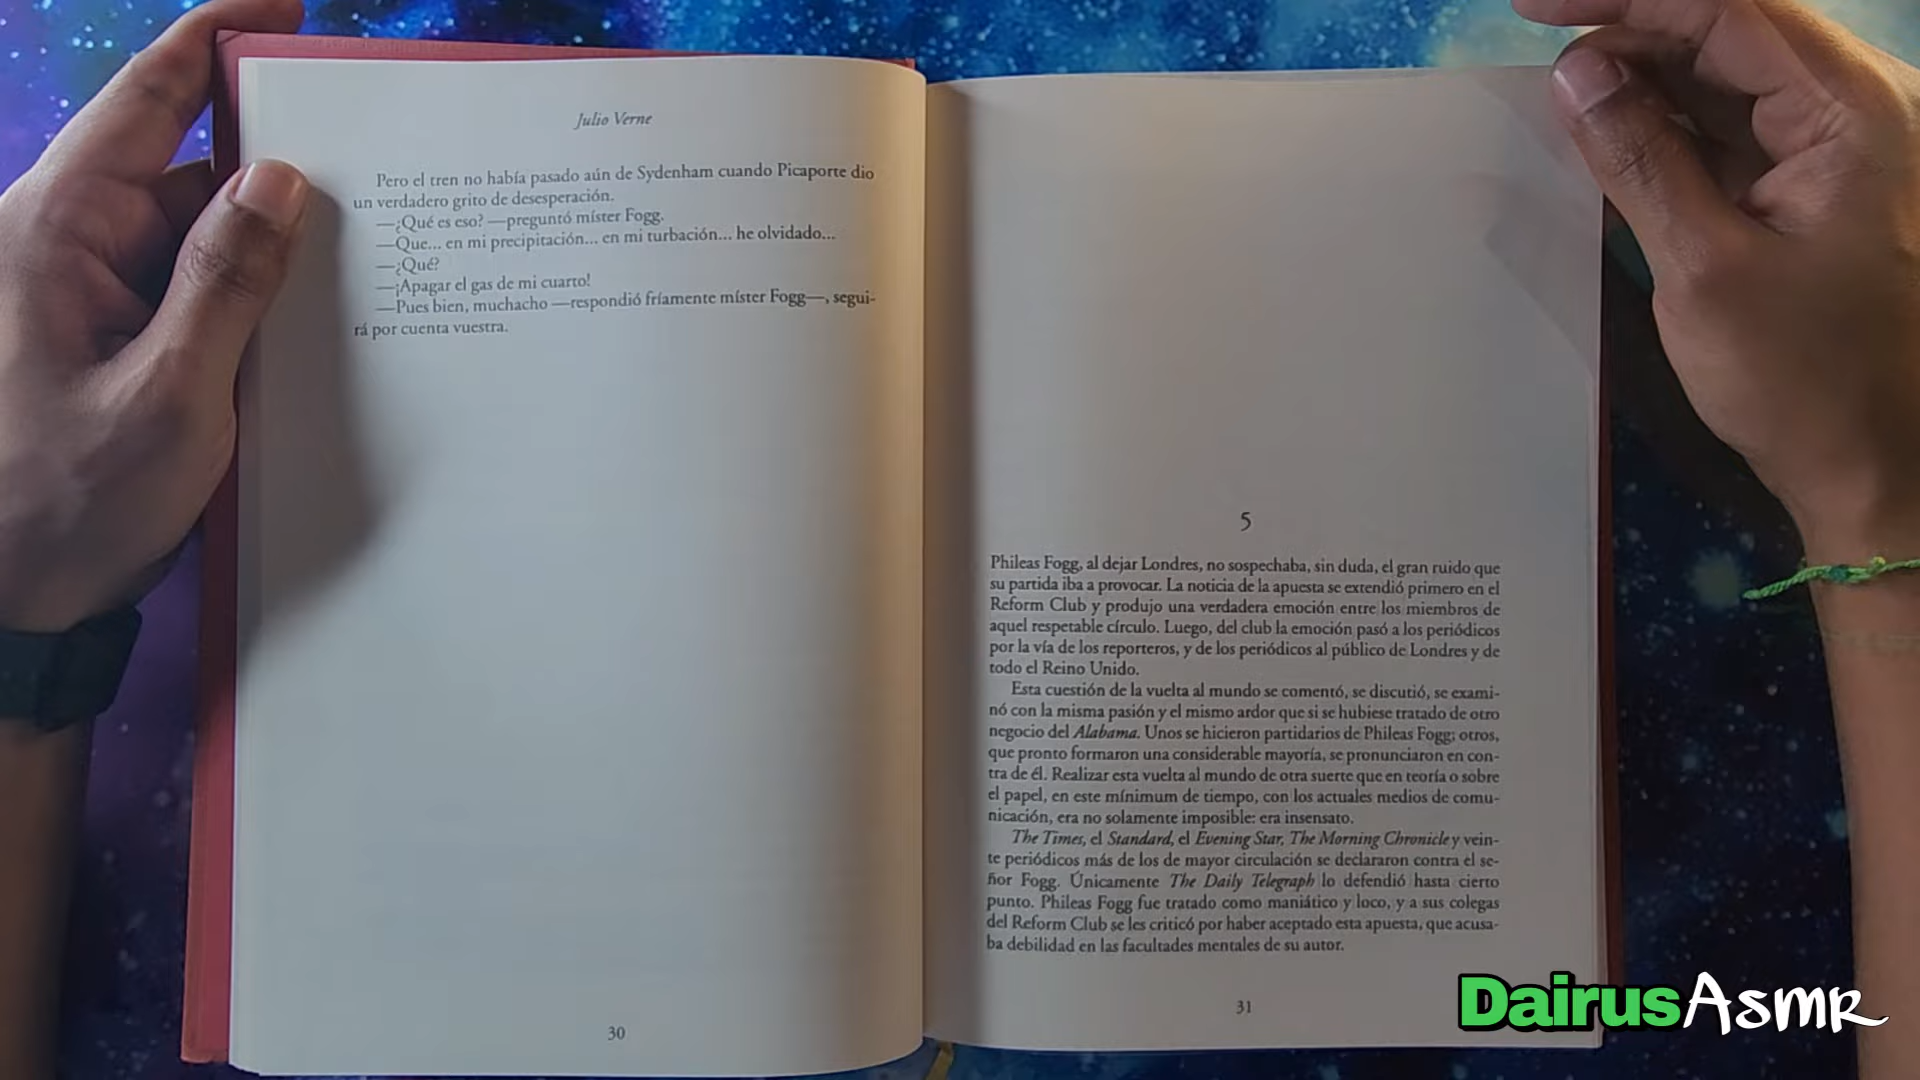 Julio Verne
Pero el tren no había pasado aún de Sydenham cuando Picaporte dio
un verdadero grito de desesperación.
—¿Qué es eso? —preguntó míster Fogg.
—Que... en mi precipitación... en mi turbación... he olvidado...
—¿Qué?
—¡Apagar el gas de mi cuarto!
—Pues bien, muchacho —respondió fríamente míster Fogg—, segui-
rá por cuenta vuestra.
30
5
Phileas Fogg, al dejar Londres, no sospechaba, sin duda, el gran ruido que
su partida iba a provocar. La noticia de la apuesta se extendió primero en el
Reform Club y produjo una verdadera emoción entre los miembros de
aquel respetable círculo. Luego, del club la emoción pasó a los periódicos
por la vía de los reporteros, y de los periódicos al público de Londres y de
todo el Reino Unido.
Esta cuestión de la vuelta al mundo se comentó, se discutió, se exami-
nó con la misma pasión y el mismo ardor que si se hubiese tratado de otro
negocio del Alabama. Unos se hicieron partidarios de Phileas Fogg; otros,
que pronto formaron una considerable mayoría, se pronunciaron en con-
tra de él. Realizar esta vuelta al mundo de otra suerte que en teoría o sobre
el papel, en este mínimum de tiempo, con los actuales medios de comu-
nicación, era no solamente imposible: era insensato.
The Times, el Standard, el Evening Star, The Morning Chronicle y vein-
te periódicos más de los de mayor circulación se declararon contra el se-
ñor Fogg. Únicamente The Daily Telegraph lo defendió hasta cierto
punto. Phileas Fogg fue tratado como maniático y loco, y a sus colegas
del Reform Club se les criticó por haber aceptado esta apuesta, que acusa-
ba debilidad en las facultades mentales de su autor.
31
DairusAsmr